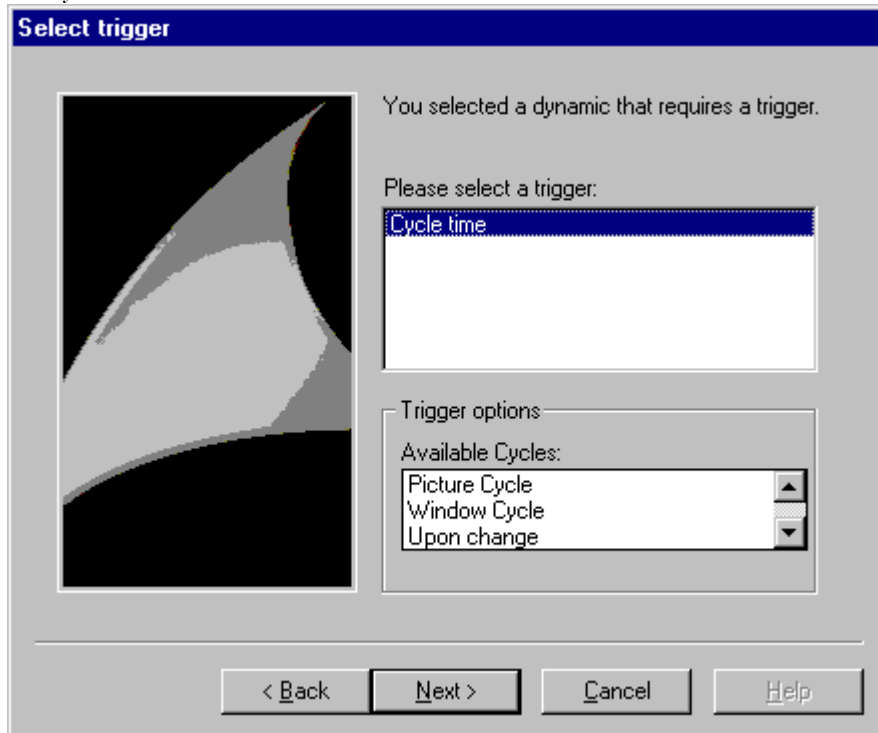 Select trigger
You selected a dynamic that requires a trigger.
Please select a trigger:
Cycle time
Trigger options
Available Cycles:
Picture Cycle
Window Cycle
Upon change
< Back
Next >
Cancel
Help